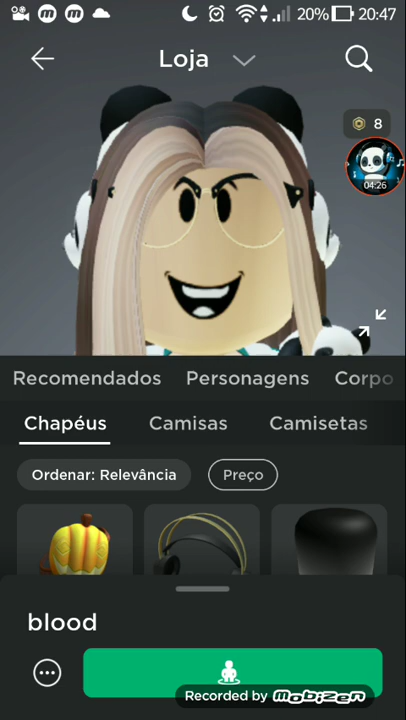 20% 20:47
Loja
8
04:26
Recomendados Personagens Corpo
Chapéus Camisas Camisetas
Ordenar: Relevância Preço
blood
Recorded by mobizen